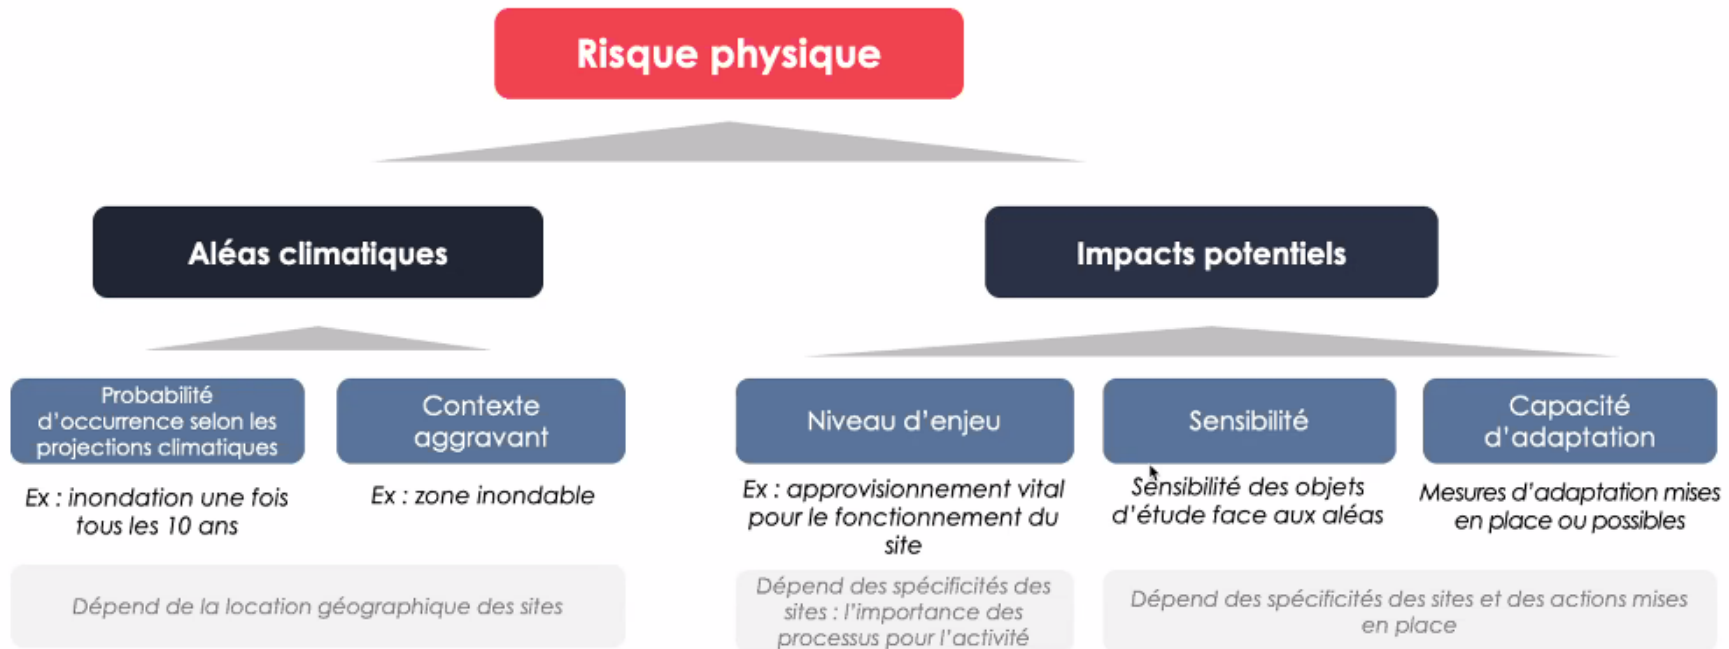 Risque physique
Aléas climatiques
Impacts potentiels
Probabilité
d'occurrence selon les
projections climatiques
Contexte
aggravant
Niveau d'enjeu
Sensibilité
Capacité
d'adaptation
Ex : inondation une fois
tous les 10 ans
Ex : zone inondable
Ex : approvisionnement vital
pour le fonctionnement du
site
Sensibilité des objets
d'étude face aux aléas
Mesures d'adaptation mises
en place ou possibles
Dépend de la location géographique des sites
Dépend des spécificités des
sites : l'importance des
processus pour l'activité
Dépend des spécificités des sites et des actions mises
en place